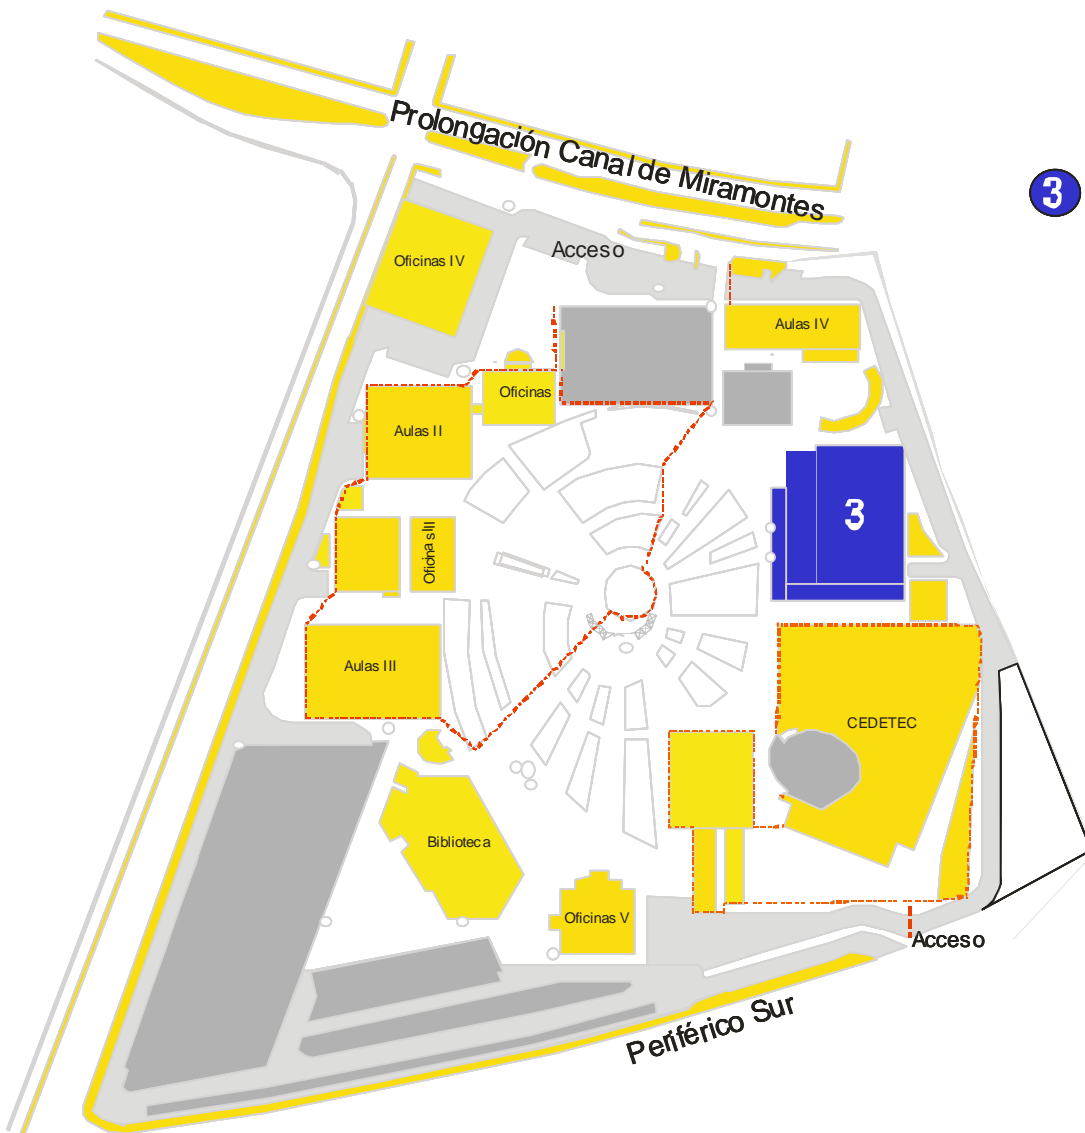 Prolongación Canal de Miramontes
3
Acceso
Oficinas IV
Aulas IV
Oficinas
Aulas II
3
Oficinas III
Aulas III
CEDETEC
Biblioteca
Oficinas V
Acceso
Periférico Sur